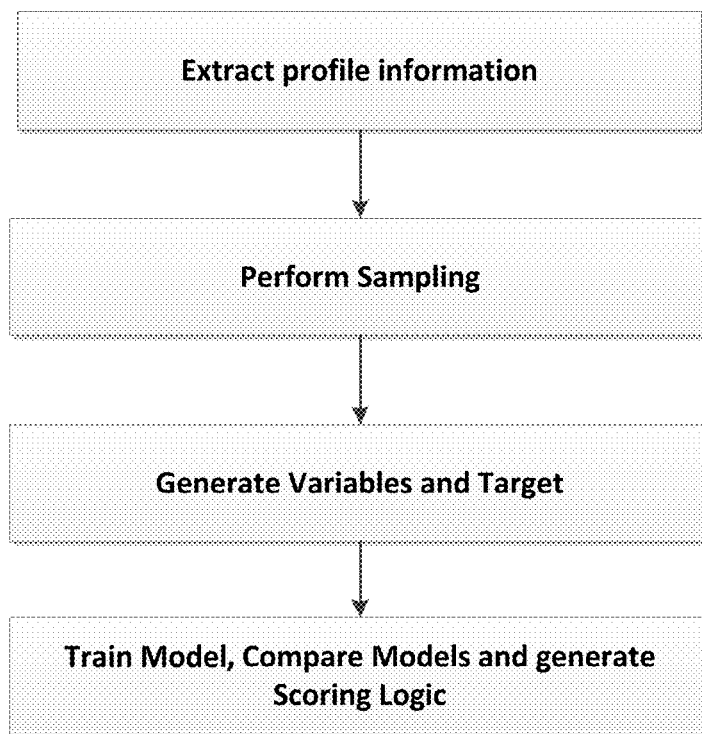 Extract profile information
Perform Sampling
Generate Variables and Target
Train Model, Compare Models and generate
Scoring Logic